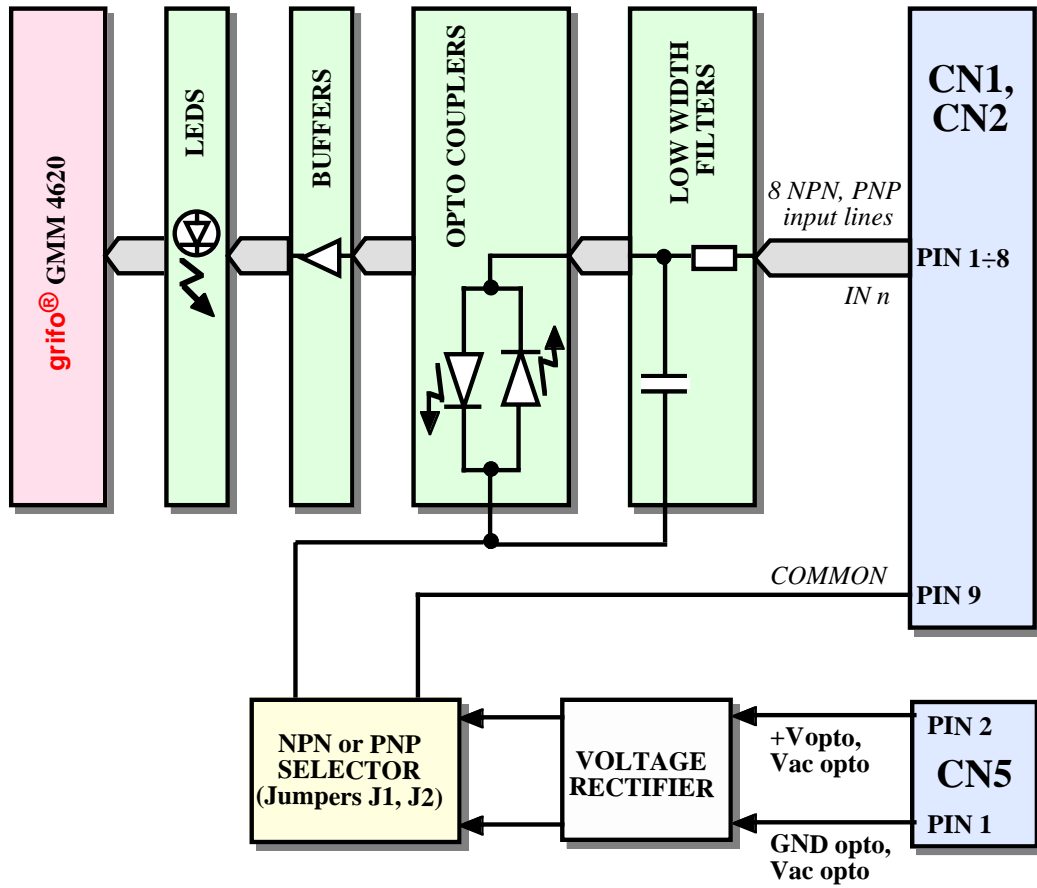 grifo® GMM 4620
LEDS
BUFFERS
OPTO COUPLERS
LOW WIDTH
FILTERS
8 NPN, PNP
input lines
IN n
CN1,
CN2
PIN 1÷8
COMMON
PIN 9
NPN or PNP
SELECTOR
(Jumpers J1, J2)
VOLTAGE
RECTIFIER
+Vopto,
Vac opto
GND opto,
Vac opto
PIN 2
CN5
PIN 1